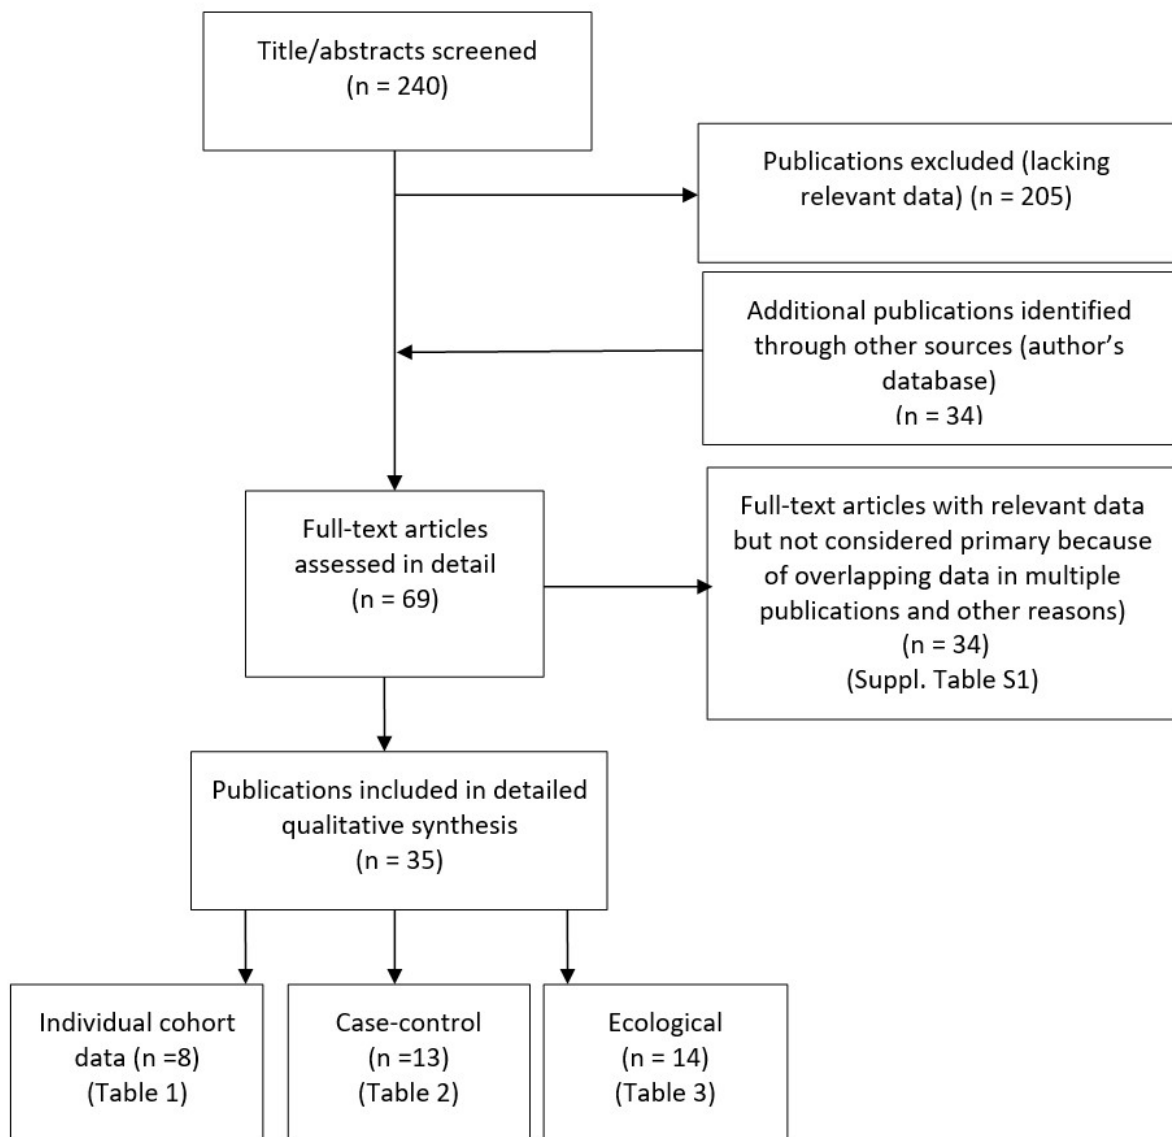 Title/abstracts screened
(n = 240)
Publications excluded (lacking
relevant data) (n = 205)
Additional publications identified
through other sources (author's
database)
(n = 34)
Full-text articles
assessed in detail
(n = 69)
Full-text articles with relevant data
but not considered primary because
of overlapping data in multiple
publications and other reasons)
(n = 34)
(Suppl. Table S1)
Publications included in detailed
qualitative synthesis
(n = 35)
Individual cohort
data (n =8)
(Table 1)
Case-control
(n =13)
(Table 2)
Ecological
(n = 14)
(Table 3)